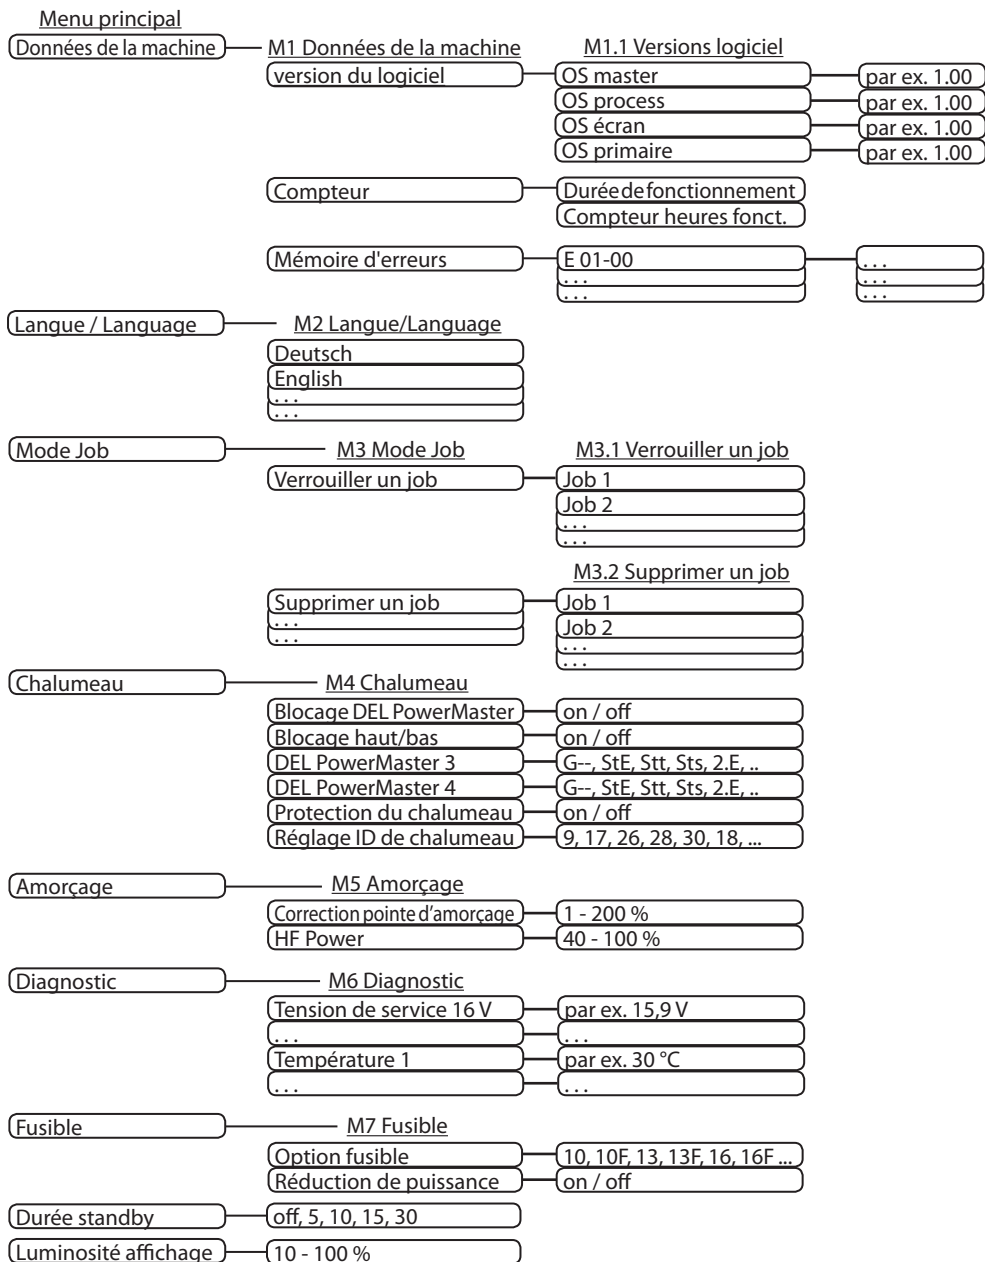 Menu principal
Données de la machine M1 Données de la machine M1.1 Versions logiciel
version du logiciel OS master par ex. 1.00
OS process par ex. 1.00
OS écran par ex. 1.00
OS primaire par ex. 1.00
Compteur Durée de fonctionnement
Compteur heures fonct.
Mémoire d'erreurs E 01-00 . . .
. . . . . .
. . . . . .
Langue / Language M2 Langue/Language
Deutsch
English
. . .
. . .
Mode Job M3 Mode Job M3.1 Verrouiller un job
Verrouiller un job Job 1
Job 2
. . .
. . .
M3.2 Supprimer un job
Supprimer un job Job 1
. . . Job 2
. . . . . .
. . .
Chalumeau M4 Chalumeau
Blocage DEL PowerMaster on / off
Blocage haut/bas on / off
DEL PowerMaster 3 G--, StE, Stt, Sts, 2.E, ..
DEL PowerMaster 4 G--, StE, Stt, Sts, 2.E, ..
Protection du chalumeau on / off
Réglage ID de chalumeau 9, 17, 26, 28, 30, 18, ...
Amorçage M5 Amorçage
Correction pointe d’amorçage 1 - 200 %
HF Power 40 - 100 %
Diagnostic M6 Diagnostic
Tension de service 16 V par ex. 15,9 V
. . . . . .
Température 1 par ex. 30 °C
. . . . . .
Fusible M7 Fusible
Option fusible 10, 10F, 13, 13F, 16, 16F ...
Réduction de puissance on / off
Durée standby off, 5, 10, 15, 30
Luminosité affichage 10 - 100 %